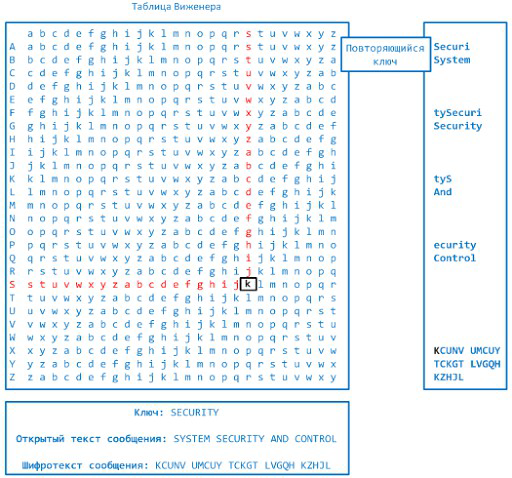 Таблица Виженера
a b c d e f g h i j k l m n o p q r s t u v w x y z
A a b c d e f g h i j k l m n o p q r s t u v w x y z
B b c d e f g h i j k l m n o p q r s t u v w x y z a
C c d e f g h i j k l m n o p q r s t u v w x y z a b
D d e f g h i j k l m n o p q r s t u v w x y z a b c
E e f g h i j k l m n o p q r s t u v w x y z a b c d
F f g h i j k l m n o p q r s t u v w x y z a b c d e
G g h i j k l m n o p q r s t u v w x y z a b c d e f
H h i j k l m n o p q r s t u v w x y z a b c d e f g
I i j k l m n o p q r s t u v w x y z a b c d e f g h
J j k l m n o p q r s t u v w x y z a b c d e f g h i
K k l m n o p q r s t u v w x y z a b c d e f g h i j
L l m n o p q r s t u v w x y z a b c d e f g h i j k
M m n o p q r s t u v w x y z a b c d e f g h i j k l
N n o p q r s t u v w x y z a b c d e f g h i j k l m
O o p q r s t u v w x y z a b c d e f g h i j k l m n
P p q r s t u v w x y z a b c d e f g h i j k l m n o
Q q r s t u v w x y z a b c d e f g h i j k l m n o p
R r s t u v w x y z a b c d e f g h i j k l m n o p q
S s t u v w x y z a b c d e f g h i j k l m n o p q r
T t u v w x y z a b c d e f g h i j k l m n o p q r s
U u v w x y z a b c d e f g h i j k l m n o p q r s t
V v w x y z a b c d e f g h i j k l m n o p q r s t u
W w x y z a b c d e f g h i j k l m n o p q r s t u v
X x y z a b c d e f g h i j k l m n o p q r s t u v w
Y y z a b c d e f g h i j k l m n o p q r s t u v w x
Z z a b c d e f g h i j k l m n o p q r s t u v w x y
Повторяющийся
ключ
Securi
System
tySecuri
Security
tyS
And
ecurity
Control
KCUNV UMCUY
TCKGT LVGQH
KZHJL
Ключ: SECURITY
Открытый текст сообщения: SYSTEM SECURITY AND CONTROL
Шифротекст сообщения: KCUNV UMCUY TCKGT LVGQH KZHJL